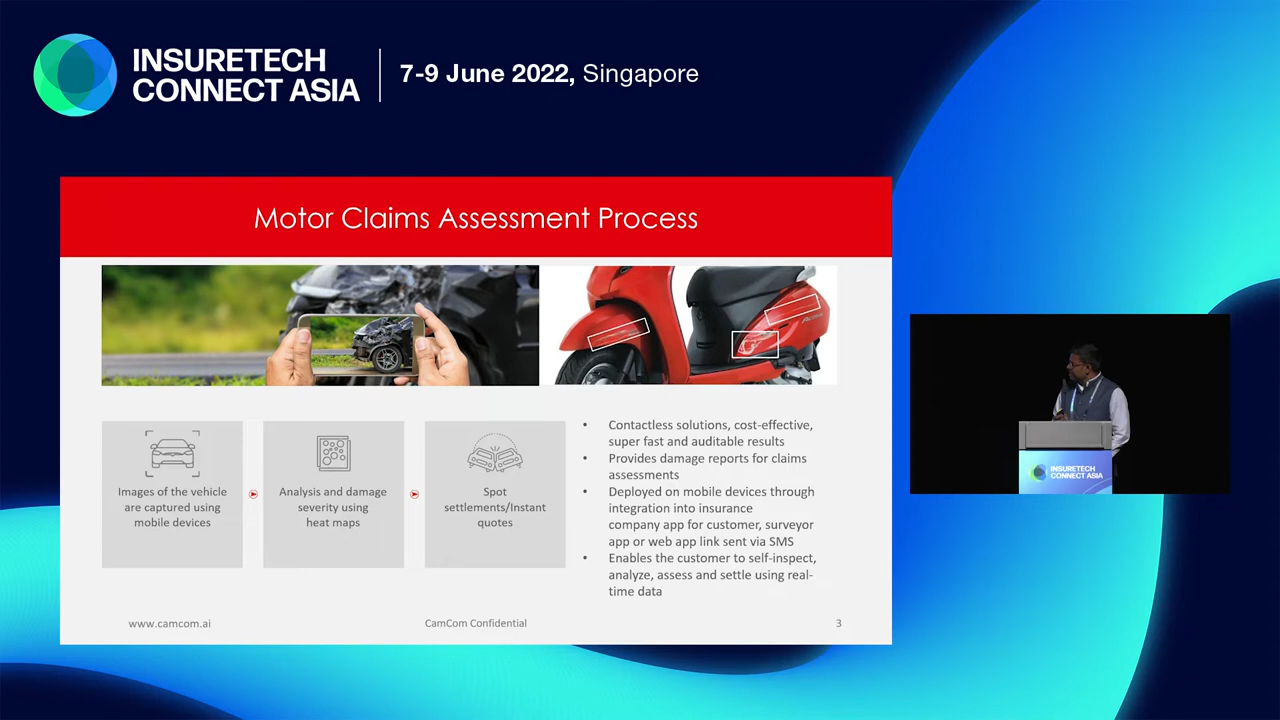 INSURETECH
CONNECT ASIA
7-9 June 2022, Singapore
Motor Claims Assessment Process
Images of the vehicle
are captured using
mobile devices
Analysis and damage
severity using
heat maps
Spot
settlements/Instant
quotes
• Contactless solutions, cost-effective,
super fast and auditable results
• Provides damage reports for claims
assessments
• Deployed on mobile devices through
integration into insurance
company app for customer, surveyor
app or web app link sent via SMS
• Enables the customer to self-inspect,
analyze, assess and settle using real-
time data
www.camcom.ai
CamCom Confidential
3
INSURETECH
CONNECT ASIA